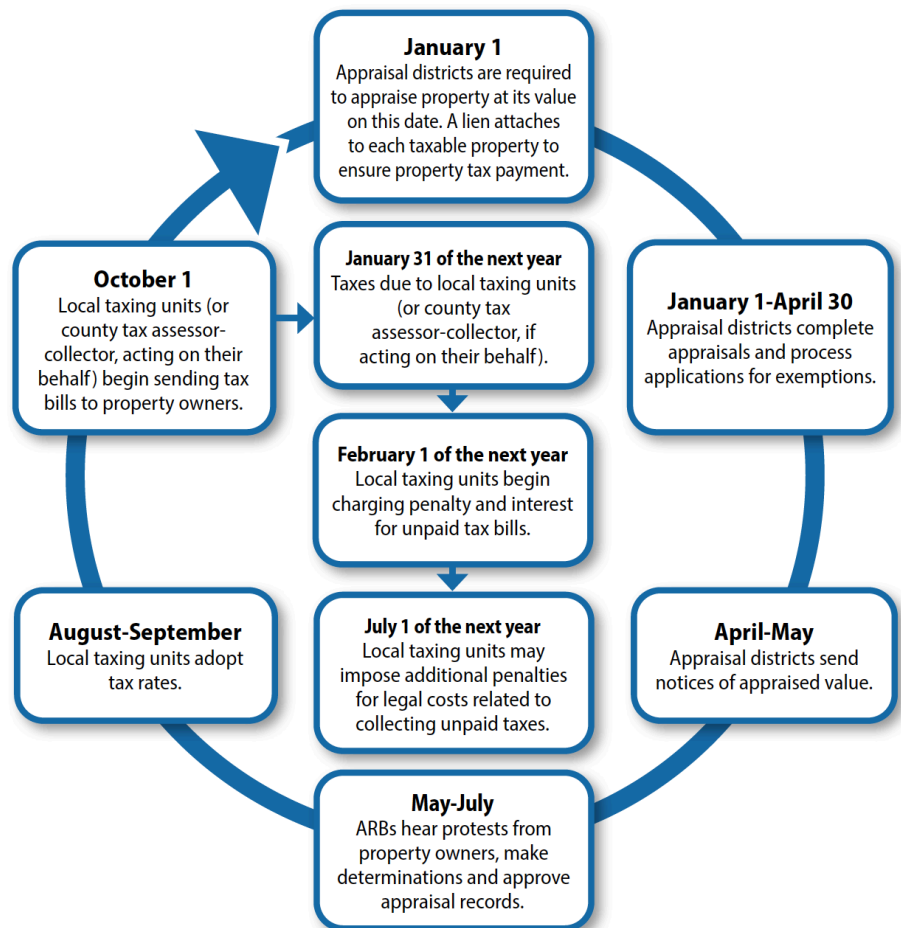 January 1
Appraisal districts are required
to appraise property at its value
on this date. A lien attaches
to each taxable property to
ensure property tax payment.
January 1-April 30
Appraisal districts complete
appraisals and process
applications for exemptions.
April-May
Appraisal districts send
notices of appraised value.
May-July
ARBs hear protests from
property owners, make
determinations and approve
appraisal records.
August-September
Local taxing units adopt
tax rates.
October 1
Local taxing units (or
county tax assessor-
collector, acting on their
behalf) begin sending tax
bills to property owners.
January 31 of the next year
Taxes due to local taxing units
(or county tax
assessor-collector, if
acting on their behalf).
February 1 of the next year
Local taxing units begin
charging penalty and interest
for unpaid tax bills.
July 1 of the next year
Local taxing units may
impose additional penalties
for legal costs related to
collecting unpaid taxes.